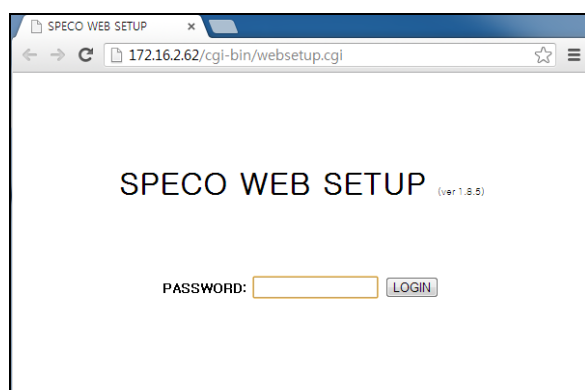 SPECO WEB SETUP
172.16.2.62/cgi-bin/websetup.cgi
SPECO WEB SETUP (ver 1.8.5)
PASSWORD: LOGIN